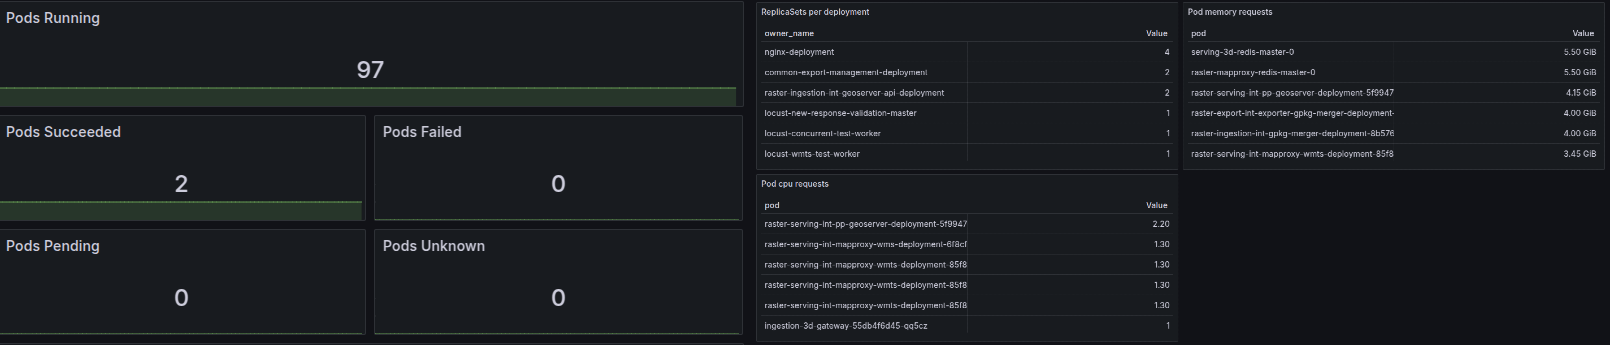 Pods Running
97
Pods Succeeded
2
Pods Failed
0
Pods Pending
0
Pods Unknown
0
ReplicaSets per deployment
owner_name Value
nginx-deployment 4
common-export-management-deployment 2
raster-ingestion-int-geoserver-api-deployment 2
locust-new-response-validation-master 1
locust-concurrent-test-worker 1
locust-wmts-test-worker 1
Pod memory requests
pod Value
serving-3d-redis-master-0 5.50 GiB
raster-mapproxy-redis-master-0 5.50 GiB
raster-serving-int-pp-geoserver-deployment-5f9947 4.15 GiB
raster-export-int-exporter-gpkg-merger-deployment- 4.00 GiB
raster-ingestion-int-gpkg-merger-deployment-8b576 4.00 GiB
raster-serving-int-mapproxy-wmts-deployment-85f8 3.45 GiB
Pod cpu requests
pod Value
raster-serving-int-pp-geoserver-deployment-5f9947 2.20
raster-serving-int-mapproxy-wms-deployment-6f8cf 1.30
raster-serving-int-mapproxy-wmts-deployment-85f8 1.30
raster-serving-int-mapproxy-wmts-deployment-85f8 1.30
raster-serving-int-mapproxy-wmts-deployment-85f8 1.30
ingestion-3d-gateway-55db4f6d45-qq5cz 1